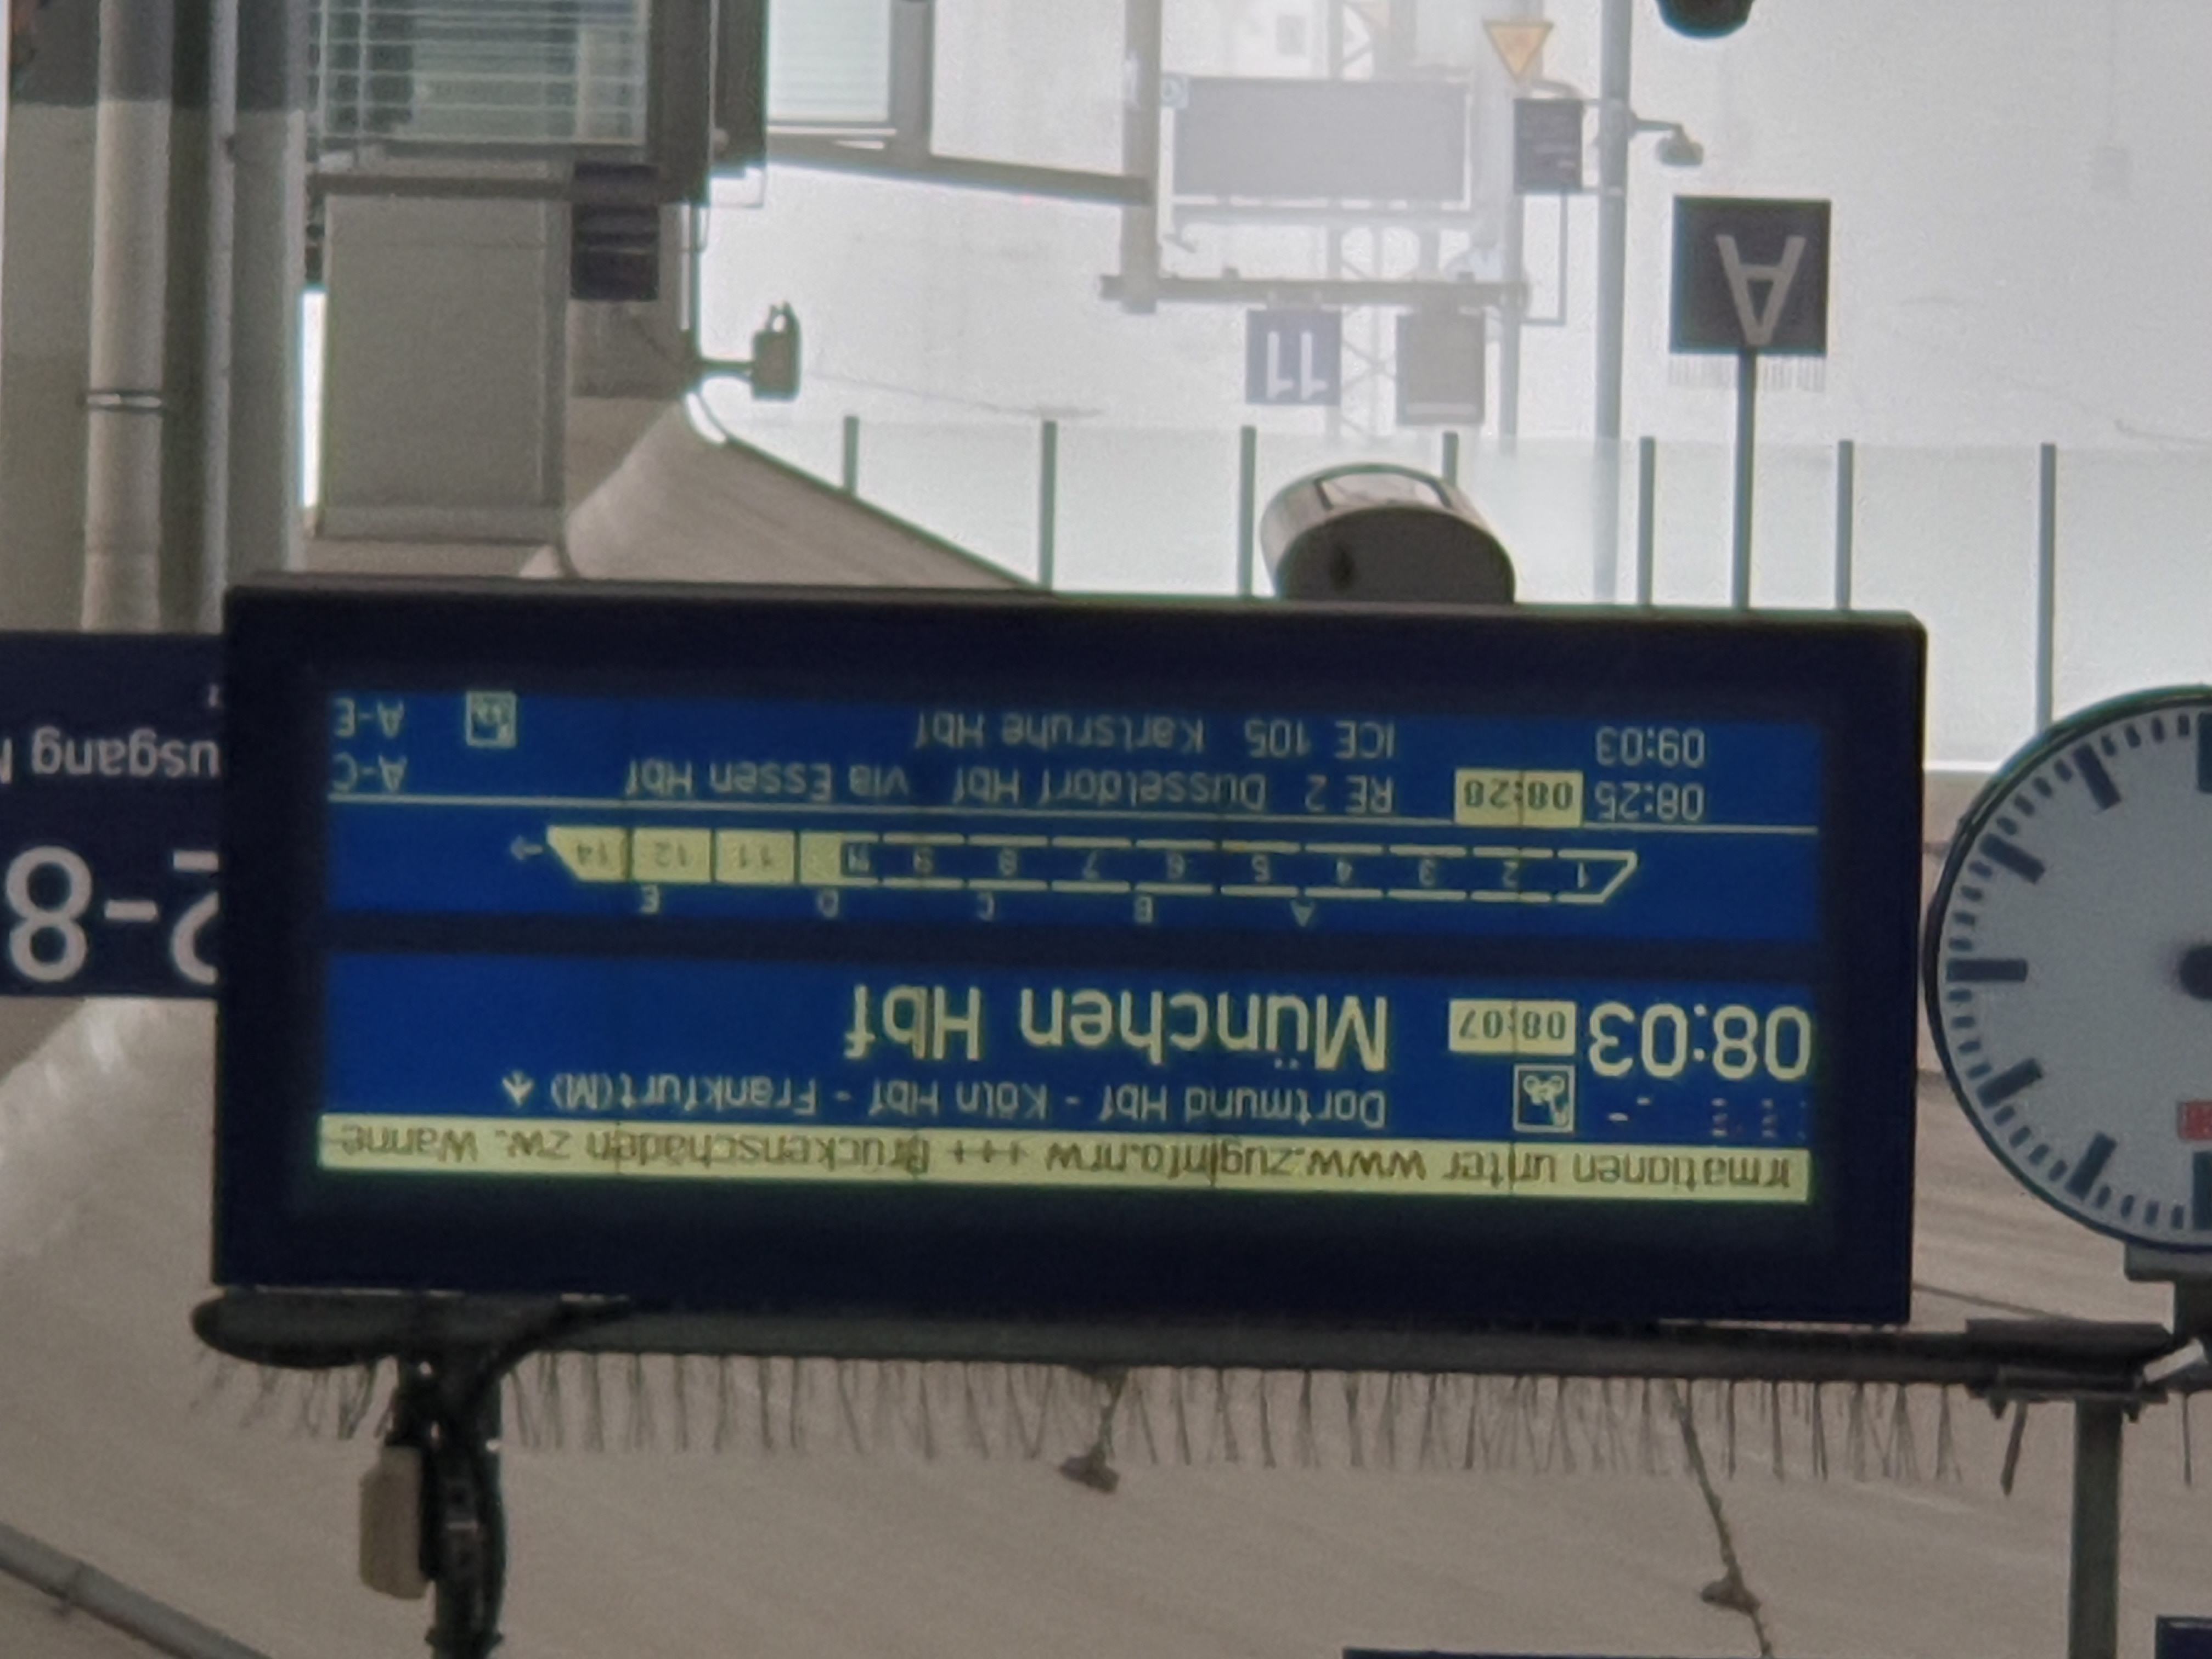 rmationen unter www.zuginfo.nrw +++ Brückenschäden zw. Wanne
Dortmund Hbf - Köln Hbf - Frankfurt(M)
08:03 08:07 München Hbf
A B C D E
1 2 3 4 5 6 7 8 9 11 12 14
08:25 08:28 RE 2 Düsseldorf Hbf via Essen Hbf A-C
09:03 ICE 105 Karlsruhe Hbf A-E
2-8
usgang
11
A